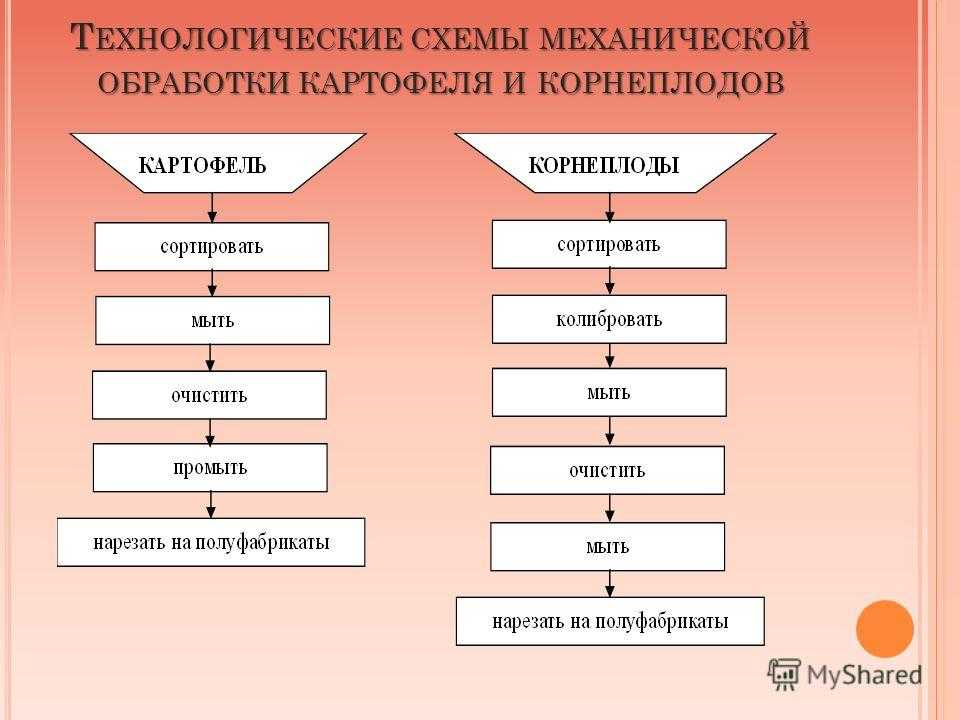 Технологические схемы механической
обработки картофеля и корнеплодов
КАРТОФЕЛЬ
сортировать
мыть
очистить
промыть
нарезать на полуфабрикаты
КОРНЕПЛОДЫ
сортировать
колибровать
мыть
очистить
мыть
нарезать на полуфабрикаты
MyShared